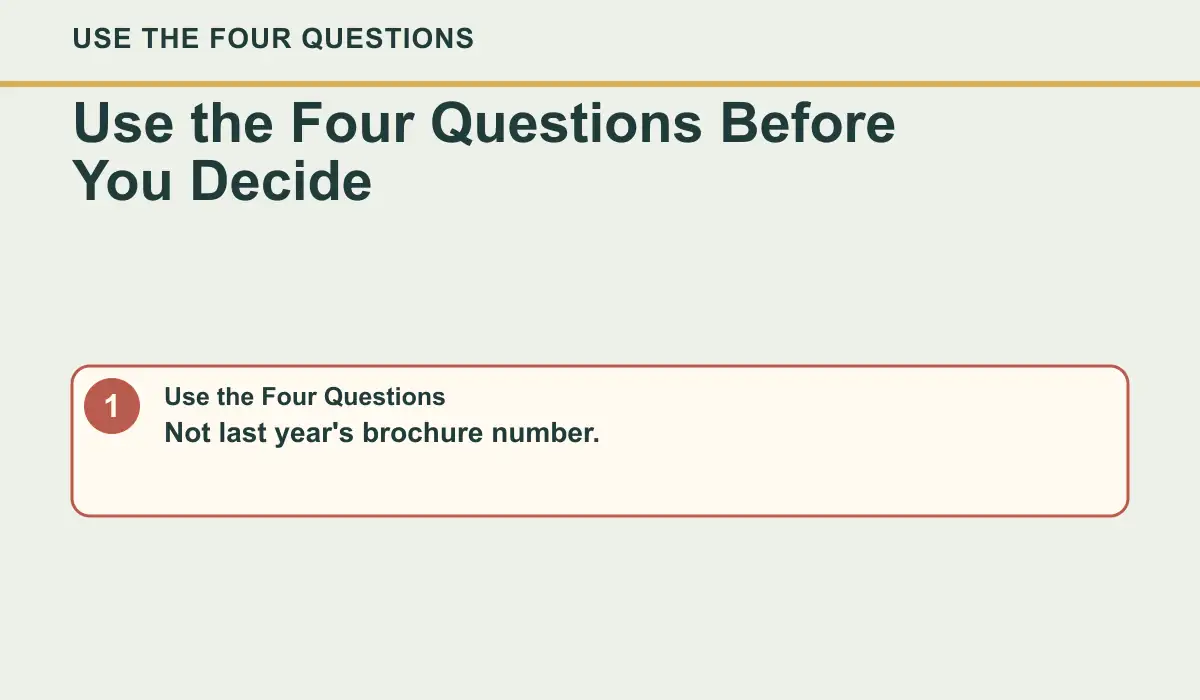 USE THE FOUR QUESTIONS
Use the Four Questions Before
You Decide
1
Use the Four Questions
Not last year's brochure number.